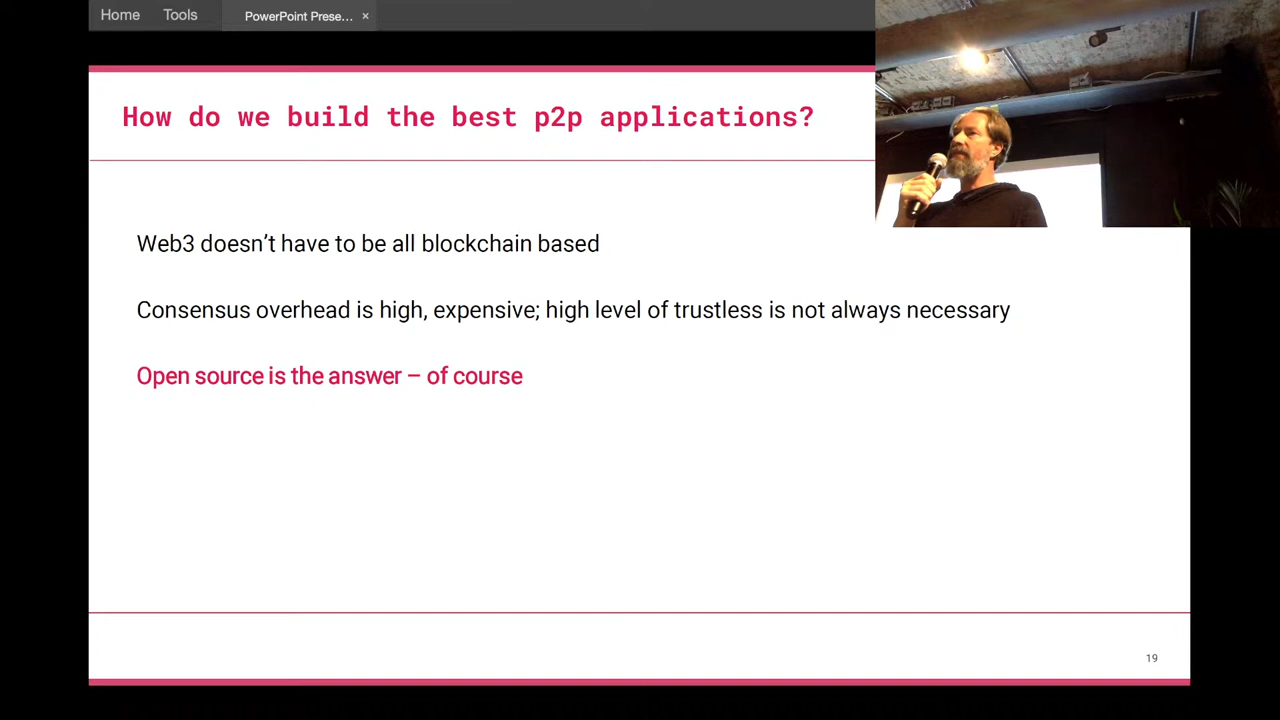 Home Tools PowerPoint Prese... ×
How do we build the best p2p applications?
Web3 doesn’t have to be all blockchain based
Consensus overhead is high, expensive; high level of trustless is not always necessary
Open source is the answer – of course
19